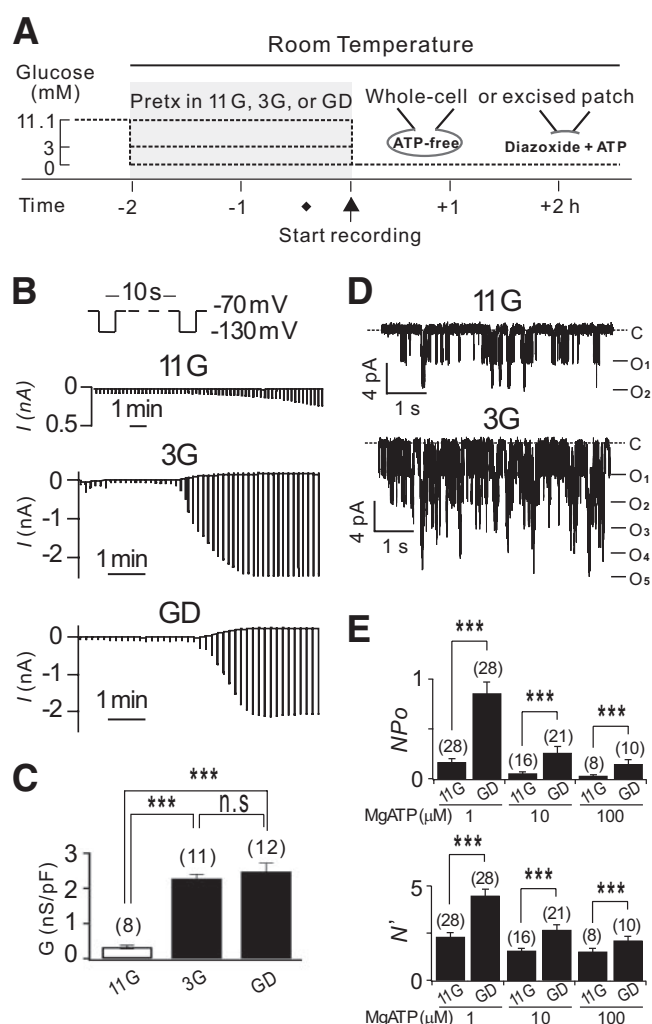 A
Room Temperature
Glucose
(mM)
11.1
3
0
Pretx in 11G, 3G, or GD
Whole-cell or excised patch
ATP-free
Diazoxide + ATP
Time -2 -1 +1 +2 h
Start recording
B
10 s
-70 mV
-130 mV
11G
I (nA)
0
0.5
1 min
3G
I (nA)
0
-1
-2
1 min
GD
I (nA)
0
-1
-2
1 min
C
***
*** n.s
G (nS/pF)
3
2
1
0
(8) (11) (12)
11G 3G GD
D
11G
C
O1
O2
4 pA
1 s
3G
C
O1
O2
O3
O4
O5
4 pA
1 s
E
NPo
1
0
*** *** ***
(28) (28) (16) (21) (8) (10)
11G GD 11G GD 11G GD
MgATP(μM) 1 10 100
N'
5
0
*** *** ***
(28) (28) (16) (21) (8) (10)
11G GD 11G GD 11G GD
MgATP(μM) 1 10 100